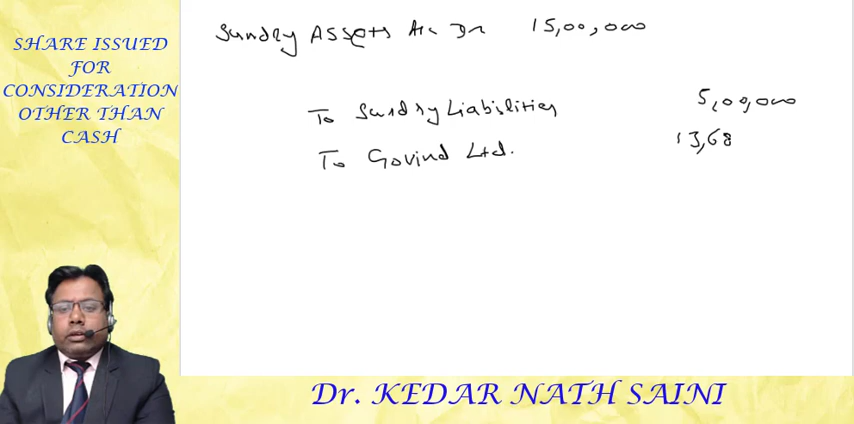 SHARE ISSUED
FOR
CONSIDERATION
OTHER THAN
CASH
Sundry Assets A/c Dr 15,00,000
To Sundry Liabilities 5,00,000
To Govind Ltd. 13,68
Dr. KEDAR NATH SAINI